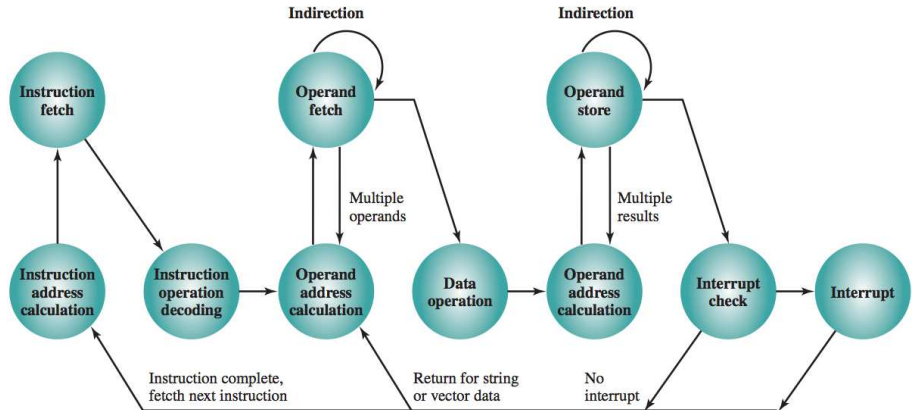 Indirection
Indirection
Instruction
fetch
Operand
fetch
Operand
store
Multiple
operands
Multiple
results
Instruction
address
calculation
Instruction
operation
decoding
Operand
address
calculation
Data
operation
Operand
address
calculation
Interrupt
check
Interrupt
Instruction complete,
fetcth next instruction
Return for string
or vector data
No
interrupt